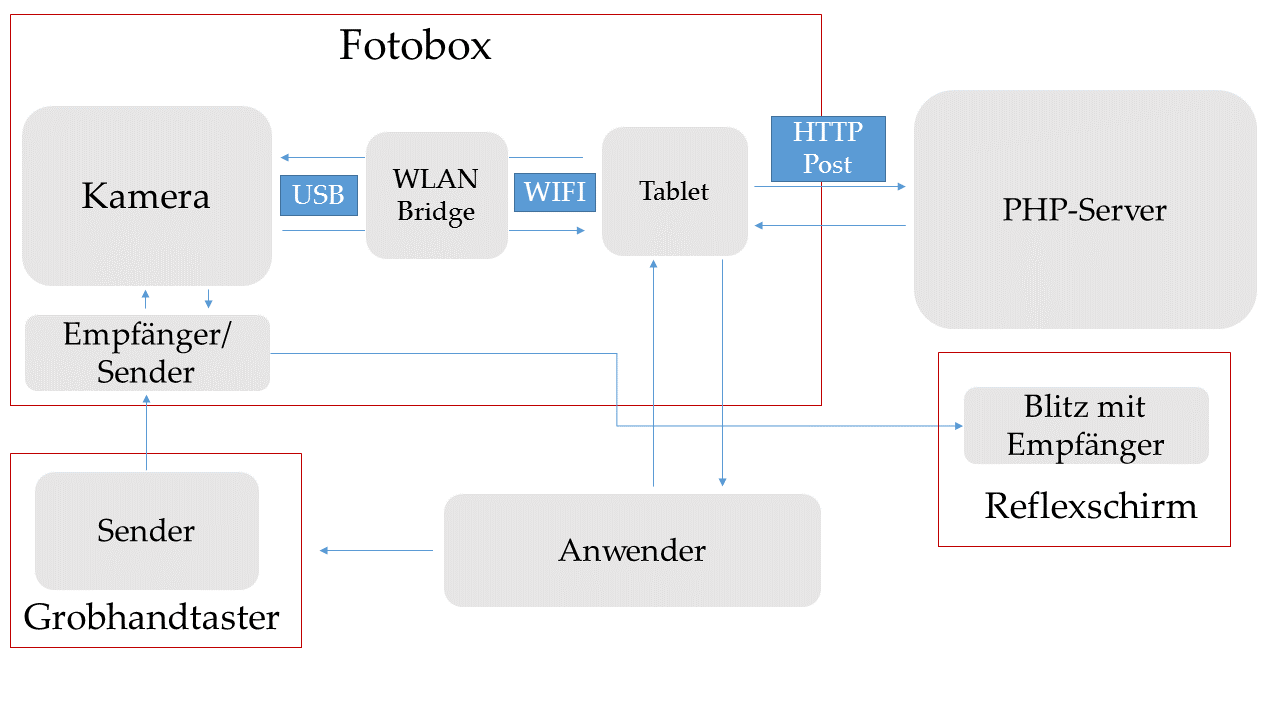 Fotobox
Kamera
USB
WLAN
Bridge
WIFI
Tablet
HTTP
Post
PHP-Server
Empfänger/
Sender
Blitz mit
Empfänger
Reflexschirm
Sender
Grobhandtaster
Anwender